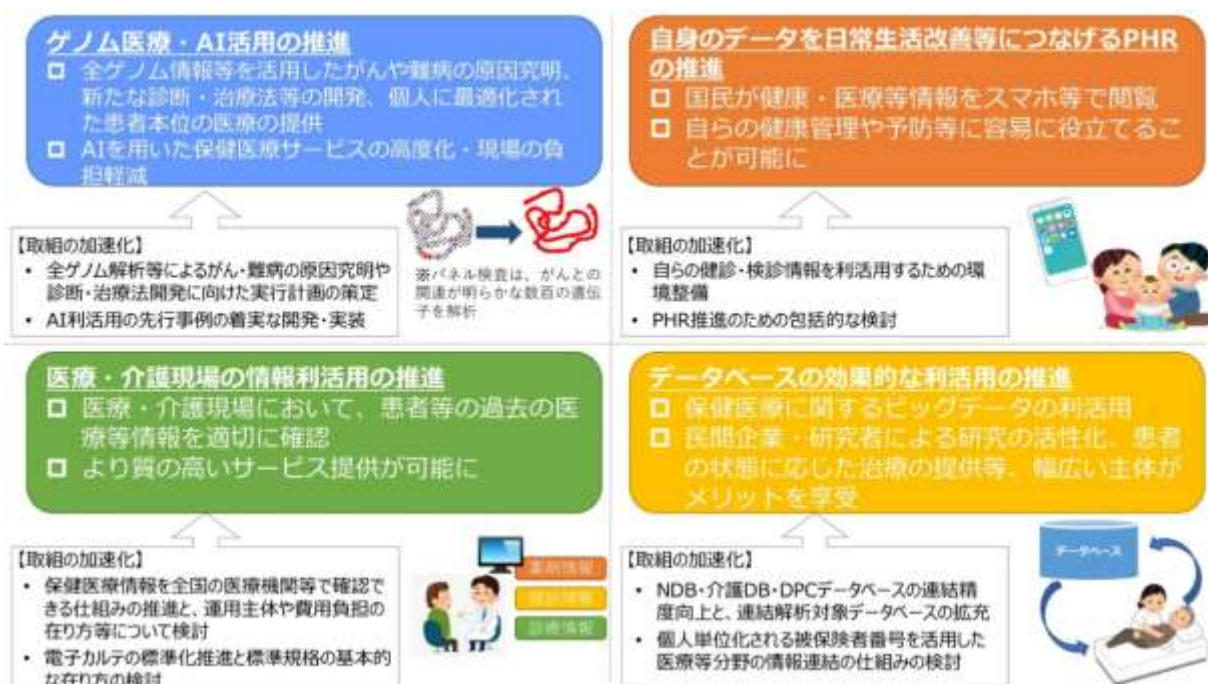 ゲノム医療・AI活用の推進
□ 全ゲノム情報等を活用したがんや難病の原因究明、
新たな診断・治療法等の開発、個人に最適化され
た患者本位の医療の提供
□ AIを用いた保健医療サービスの高度化・現場の負
担軽減
【取組の加速化】
• 全ゲノム解析等によるがん・難病の原因究明や
診断・治療法開発に向けた実行計画の策定
• AI利活用の先行事例の着実な開発・実装
※パネル検査は、がんとの
関連が明らかな数百の遺伝
子を解析
自身のデータを日常生活改善等につなげるPHR
の推進
□ 国民が健康・医療等情報をスマホ等で閲覧
□ 自らの健康管理や予防等に容易に役立てるこ
とが可能に
【取組の加速化】
• 自らの健診・検診情報を利活用するための環
境整備
• PHR推進のための包括的な検討
医療・介護現場の情報利活用の推進
□ 医療・介護現場において、患者等の過去の医
療等情報を適切に確認
□ より質の高いサービス提供が可能に
【取組の加速化】
• 保健医療情報を全国の医療機関等で確認で
きる仕組みの推進と、運用主体や費用負担の
在り方等について検討
• 電子カルテの標準化推進と標準規格の基本的
な在り方の検討
薬剤情報
健診情報
診療情報
データベースの効果的な利活用の推進
□ 保健医療に関するビッグデータの利活用
□ 民間企業・研究者による研究の活性化、患者
の状態に応じた治療の提供等、幅広い主体が
メリットを享受
【取組の加速化】
• NDB・介護DB・DPCデータベースの連結精
度向上と、連結解析対象データベースの拡充
• 個人単位化される被保険者番号を活用した
医療等分野の情報連結の仕組みの検討
データベース